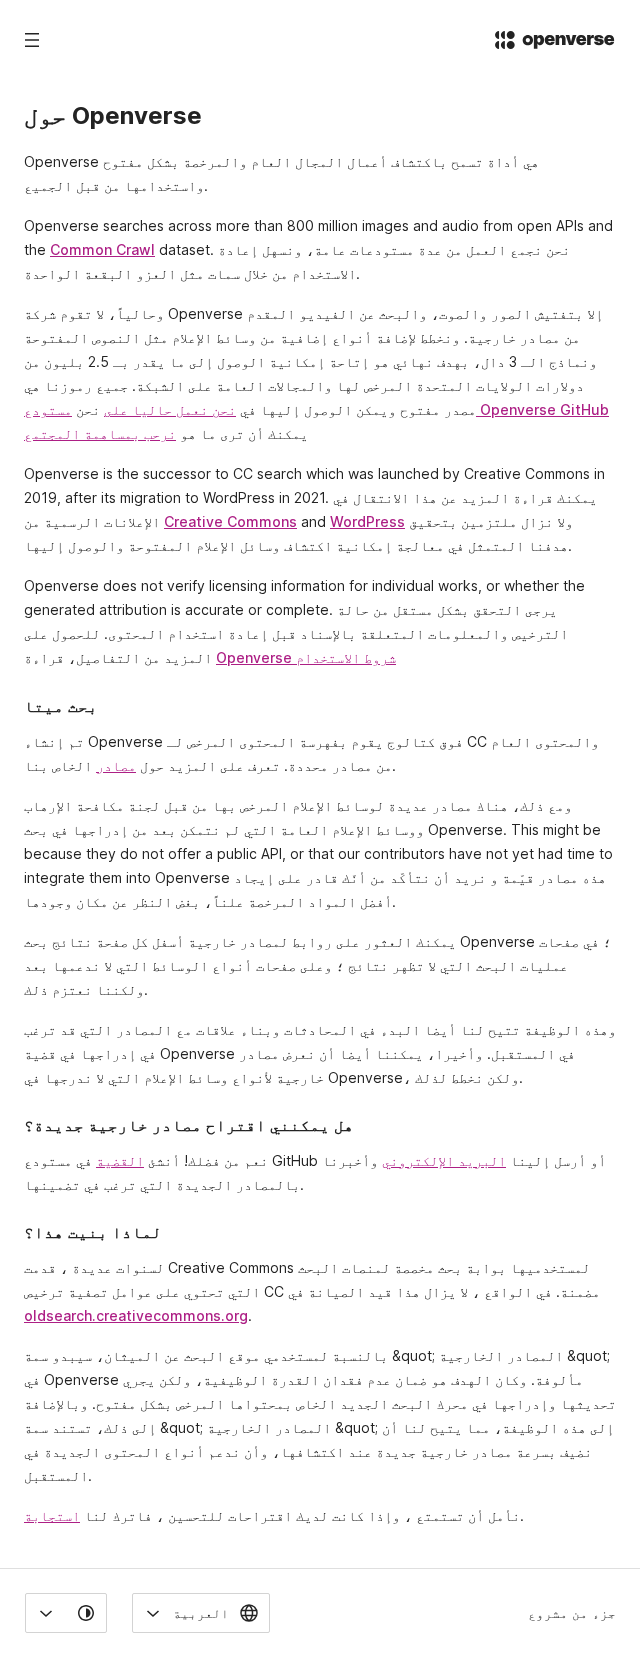 openverse
حول Openverse
Openverse هي أداة تسمح باكتشاف أعمال المجال العام والمرخصة بشكل مفتوح
واستخدامها من قبل الجميع.
Openverse searches across more than 800 million images and audio from open APIs and
the Common Crawl dataset. نحن نجمع العمل من عدة مستودعات عامة، ونسهل إعادة
الاستخدام من خلال سمات مثل العزو البقعة الواحدة.
وحالياً، لا تقوم شركة Openverse إلا بتفتيش الصور والصوت، والبحث عن الفيديو المقدم
من مصادر خارجية. ونخطط لإضافة أنواع إضافية من وسائط الإعلام مثل النصوص المفتوحة
ونماذج الـ 3 دال، بهدف نهائي هو إتاحة إمكانية الوصول إلى ما يقدر بـ 2.5 بليون من
دولارات الولايات المتحدة المرخص لها والمجالات العامة على الشبكة. جميع رموزنا هي
مصدر مفتوح ويمكن الوصول إليها في نحن نعمل حاليا على نحن مستودع Openverse GitHub
يمكنك أن ترى ما هو نرحب بمساهمة المجتمع
Openverse is the successor to CC search which was launched by Creative Commons in
2019, after its migration to WordPress in 2021. يمكنك قراءة المزيد عن هذا الانتقال في
الإعلانات الرسمية من Creative Commons and WordPress ولا نزال ملتزمين بتحقيق
هدفنا المتمثل في معالجة إمكانية اكتشاف وسائل الإعلام المفتوحة والوصول إليها.
Openverse does not verify licensing information for individual works, or whether the
generated attribution is accurate or complete. يرجى التحقق بشكل مستقل من حالة
الترخيص والمعلومات المتعلقة بالإسناد قبل إعادة استخدام المحتوى. للحصول على
المزيد من التفاصيل، قراءة Openverse شروط الاستخدام
بحث ميتا
تم إنشاء Openverse فوق كتالوج يقوم بفهرسة المحتوى المرخص لـ CC والمحتوى العام
من مصادر محددة. تعرف على المزيد حول مصادر الخاص بنا.
ومع ذلك، هناك مصادر عديدة لوسائط الإعلام المرخص بها من قبل لجنة مكافحة الإرهاب
ووسائط الإعلام العامة التي لم نتمكن بعد من إدراجها في بحث Openverse. This might be
because they do not offer a public API, or that our contributors have not yet had time to
integrate them into Openverse هذه مصادر قيّمة و نريد أن نتأكّد من أنّك قادر على إيجاد
أفضل المواد المرخصة علناً، بغض النظر عن مكان وجودها.
يمكنك العثور على روابط لمصادر خارجية أسفل كل صفحة نتائج بحث Openverse ؛ في صفحات
عمليات البحث التي لا تظهر نتائج ؛ وعلى صفحات أنواع الوسائط التي لا ندعمها بعد
ولكننا نعتزم ذلك.
وهذه الوظيفة تتيح لنا أيضا البدء في المحادثات وبناء علاقات مع المصادر التي قد ترغب
في إدراجها في قضية Openverse في المستقبل. وأخيرا، يمكننا أيضا أن نعرض مصادر
خارجية لأنواع وسائط الإعلام التي لا ندرجها في Openverse، ولكن نخطط لذلك.
هل يمكنني اقتراح مصادر خارجية جديدة؟
نعم من فضلك! أنشئ القضية في مستودع GitHub أو أرسل إلينا البريد الإلكتروني وأخبرنا
بالمصادر الجديدة التي ترغب في تضمينها.
لماذا بنيت هذا؟
لسنوات عديدة ، قدمت Creative Commons لمستخدميها بوابة بحث مخصصة لمنصات البحث
التي تحتوي على عوامل تصفية ترخيص CC مضمنة. في الواقع ، لا يزال هذا قيد الصيانة في
oldsearch.creativecommons.org.
بالنسبة لمستخدمي موقع البحث عن الميثان، سيبدو سمة &quot; المصادر الخارجية &quot;
في Openverse مألوفة. وكان الهدف هو ضمان عدم فقدان القدرة الوظيفية، ولكن يجري
تحديثها وإدراجها في محرك البحث الجديد الخاص بمحتواها المرخص بشكل مفتوح. وبالإضافة
إلى ذلك، تستند سمة &quot; المصادر الخارجية &quot; إلى هذه الوظيفة، مما يتيح لنا أن
نضيف بسرعة مصادر خارجية جديدة عند اكتشافها، وأن ندعم أنواع المحتوى الجديدة في
المستقبل.
نأمل أن تستمتع ، وإذا كانت لديك اقتراحات للتحسين ، فاترك لنا استجابة.
العربية
جزء من مشروع